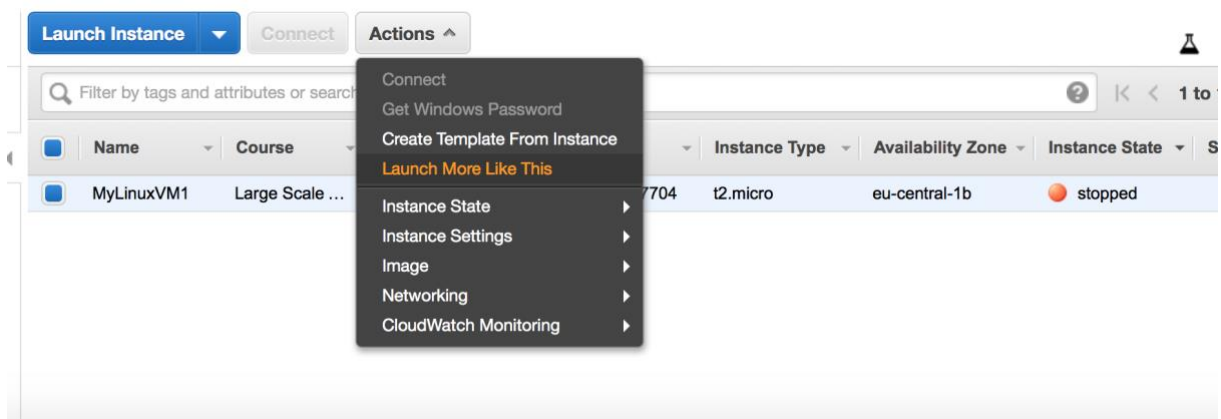 Launch Instance Connect Actions
Filter by tags and attributes or search 1 to
Name Course Instance Type Availability Zone Instance State S
MyLinuxVM1 Large Scale ... 7704 t2.micro eu-central-1b stopped
Connect
Get Windows Password
Create Template From Instance
Launch More Like This
Instance State
Instance Settings
Image
Networking
CloudWatch Monitoring